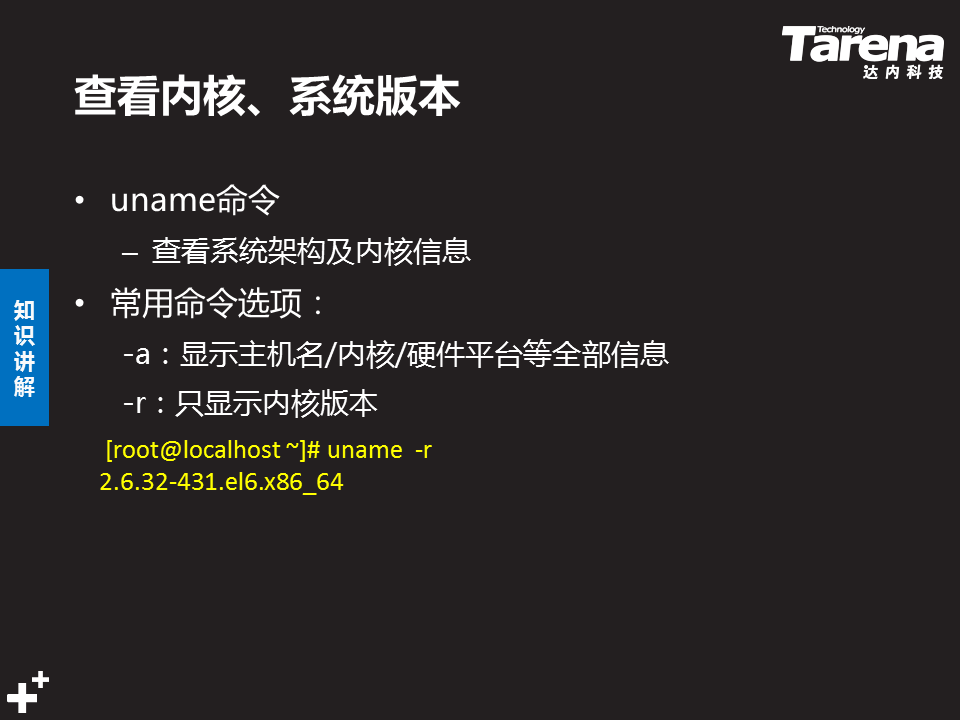 Technology
Tarena
达内科技
查看内核、系统版本
• uname命令
– 查看系统架构及内核信息
• 常用命令选项：
-a：显示主机名/内核/硬件平台等全部信息
-r：只显示内核版本
[root@localhost ~]# uname  -r
2.6.32-431.el6.x86_64
知
识
讲
解